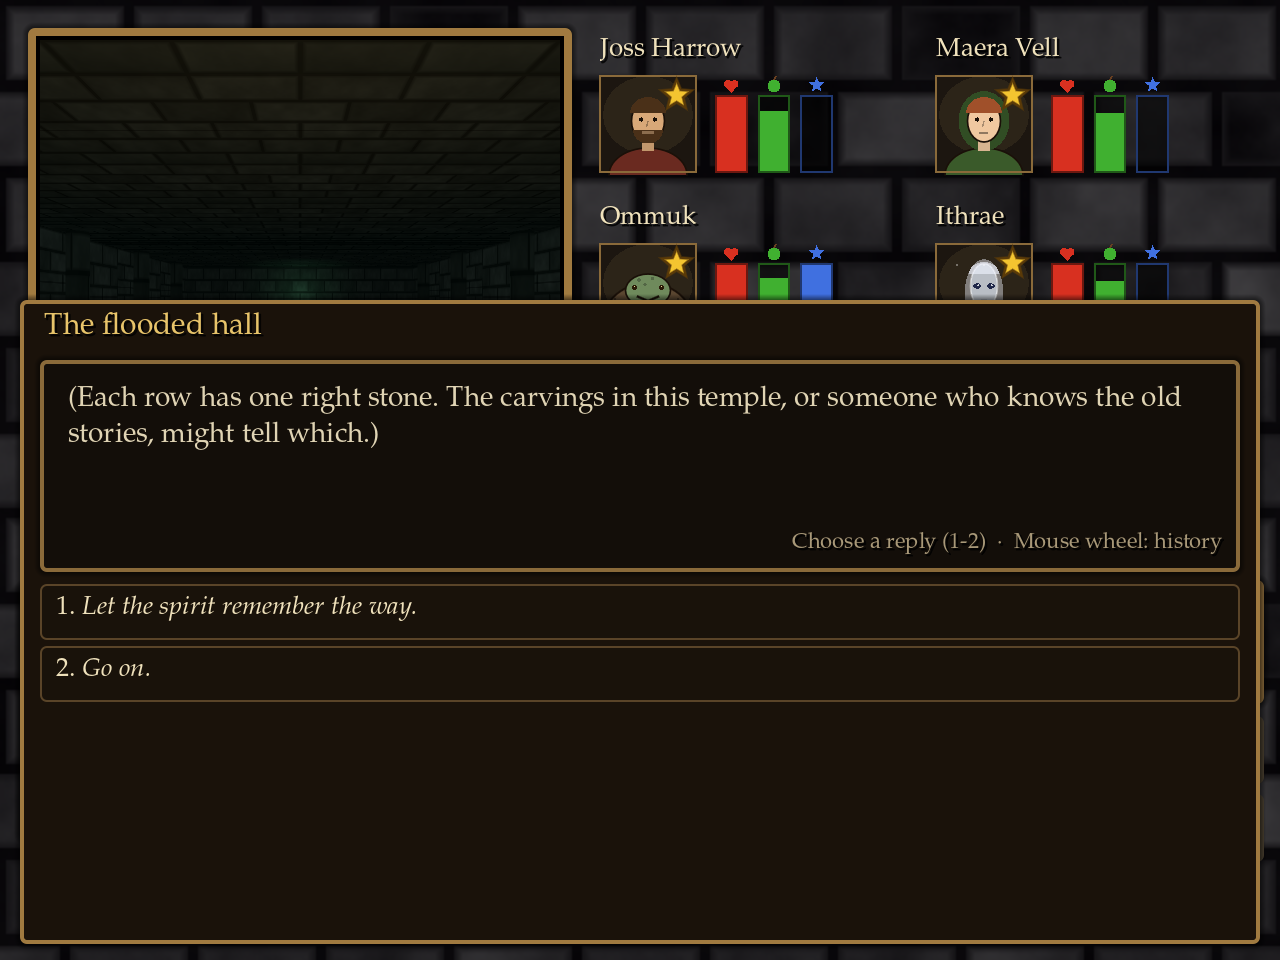 Joss Harrow
Maera Vell
Ommuk
Ithrae
The flooded hall
(Each row has one right stone. The carvings in this temple, or someone who knows the old
stories, might tell which.)
Choose a reply (1-2) · Mouse wheel: history
1. Let the spirit remember the way.
2. Go on.